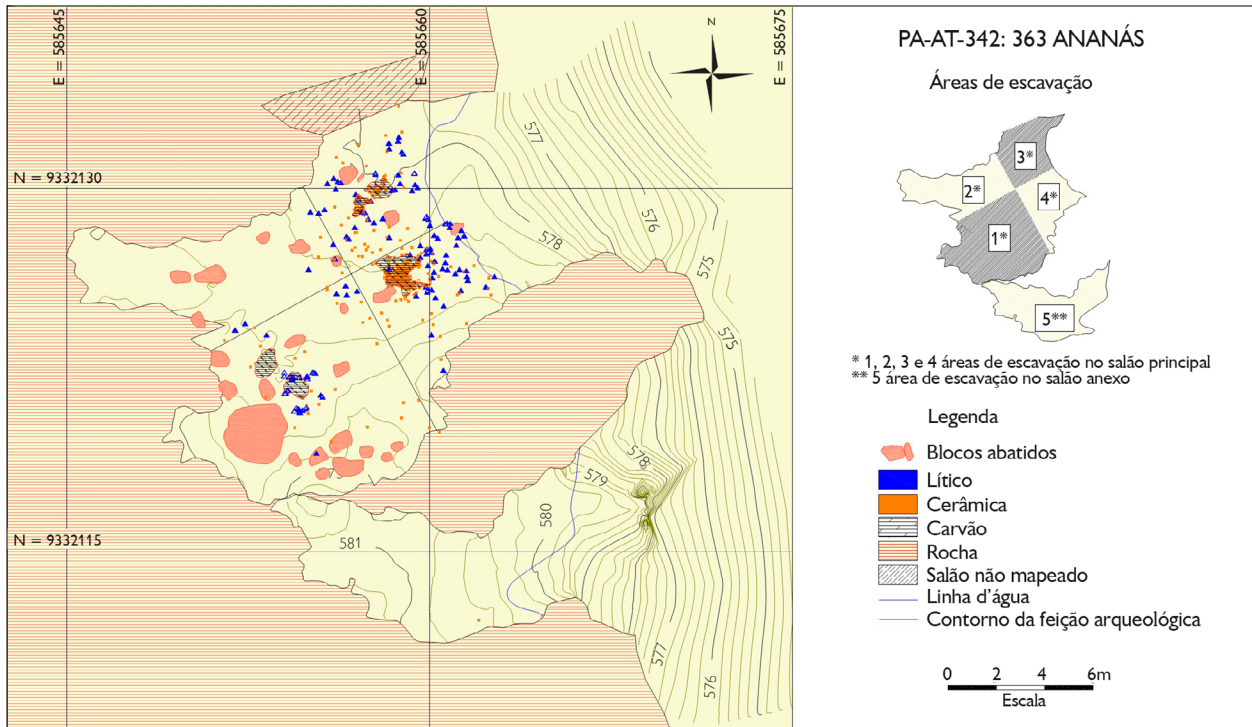 E = 585645
E = 585660
E = 585675
N
577
N = 9332130
576
578
575
575
578
579
580
N = 9332115
581
577
576
PA-AT-342: 363 ANANÁS
Áreas de escavação
3*
2*
4*
1*
5**
* 1, 2, 3 e 4 áreas de escavação no salão principal
** 5 área de escavação no salão anexo
Legenda
Blocos abatidos
Lítico
Cerâmica
Carvão
Rocha
Salão não mapeado
Linha d'água
Contorno da feição arqueológica
0 2 4 6m
Escala